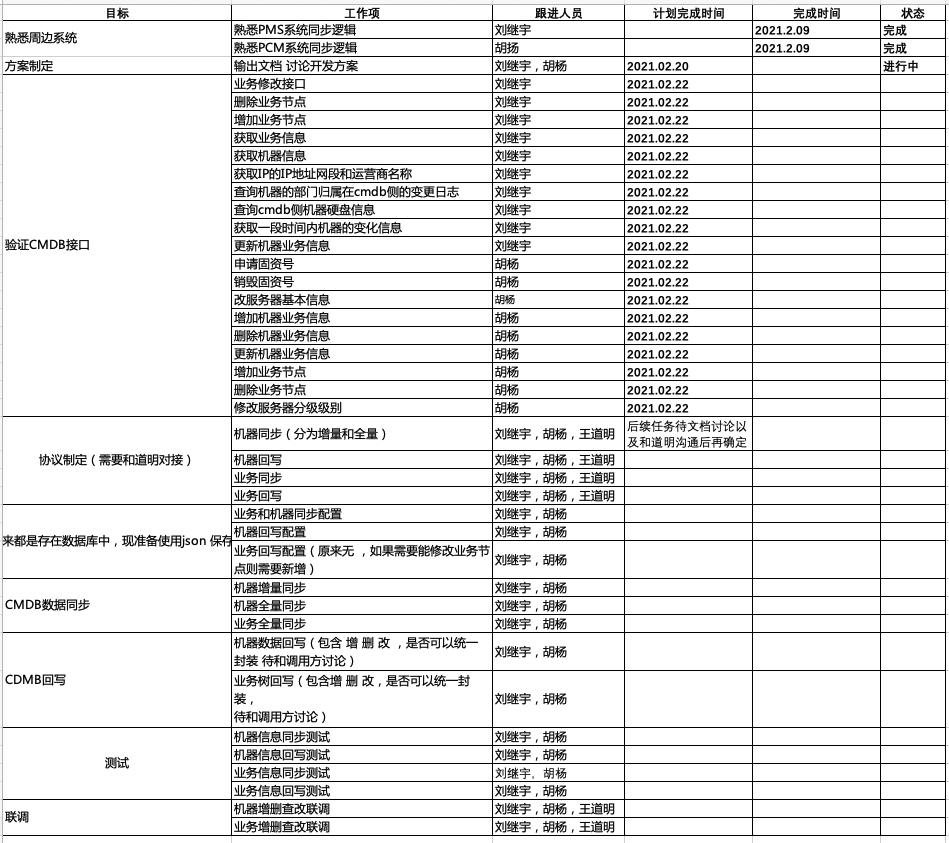 目标 工作项 跟进人员 计划完成时间 完成时间 状态
熟悉周边系统
熟悉PMS系统同步逻辑 刘继宇 2021.2.09 完成
熟悉PCM系统同步逻辑 胡扬 2021.2.09 完成
方案制定 输出文档 讨论开发方案 刘继宇，胡杨 2021.02.20 进行中
验证CMDB接口
业务修改接口 刘继宇 2021.02.22
删除业务节点 刘继宇 2021.02.22
增加业务节点 刘继宇 2021.02.22
获取业务信息 刘继宇 2021.02.22
获取机器信息 刘继宇 2021.02.22
获取IP的IP地址网段和运营商名称 刘继宇 2021.02.22
查询机器的部门归属在cmdb侧的变更日志 刘继宇 2021.02.22
查询cmdb侧机器硬盘信息 刘继宇 2021.02.22
获取一段时间内机器的变化信息 刘继宇 2021.02.22
更新机器业务信息 刘继宇 2021.02.22
申请固资号 胡杨 2021.02.22
销毁固资号 胡杨 2021.02.22
改服务器基本信息 胡杨 2021.02.22
增加机器业务信息 胡杨 2021.02.22
删除机器业务信息 胡杨 2021.02.22
更新机器业务信息 胡杨 2021.02.22
增加业务节点 胡杨 2021.02.22
删除业务节点 胡杨 2021.02.22
修改服务器分级级别 胡杨 2021.02.22
协议制定（需要和道明对接）
机器同步（分为增量和全量） 刘继宇，胡杨，王道明 后续任务待文档讨论以
及和道明沟通后再确定
机器回写 刘继宇，胡杨，王道明
业务同步 刘继宇，胡杨，王道明
业务回写 刘继宇，胡杨，王道明
来都是存在数据库中，现准备使用json 保存
业务和机器同步配置 刘继宇，胡杨
机器回写配置 刘继宇，胡杨
业务回写配置（原来无 ，如果需要能修改业务节
点则需要新增） 刘继宇，胡杨
CMDB数据同步
机器增量同步 刘继宇，胡杨
机器全量同步 刘继宇，胡杨
业务全量同步 刘继宇，胡杨
CDMB回写
机器数据回写（包含 增 删 改 ，是否可以统一
封装 待和调用方讨论） 刘继宇，胡杨
业务树回写（包含增 删 改，是否可以统一封
装，
待和调用方讨论） 刘继宇，胡杨
测试
机器信息同步测试 刘继宇，胡杨
机器信息回写测试 刘继宇，胡杨
业务信息同步测试 刘继宇，胡杨
业务信息回写测试 刘继宇，胡杨
联调
机器增删查改联调 刘继宇，胡杨，王道明
业务增删查改联调 刘继宇，胡杨，王道明